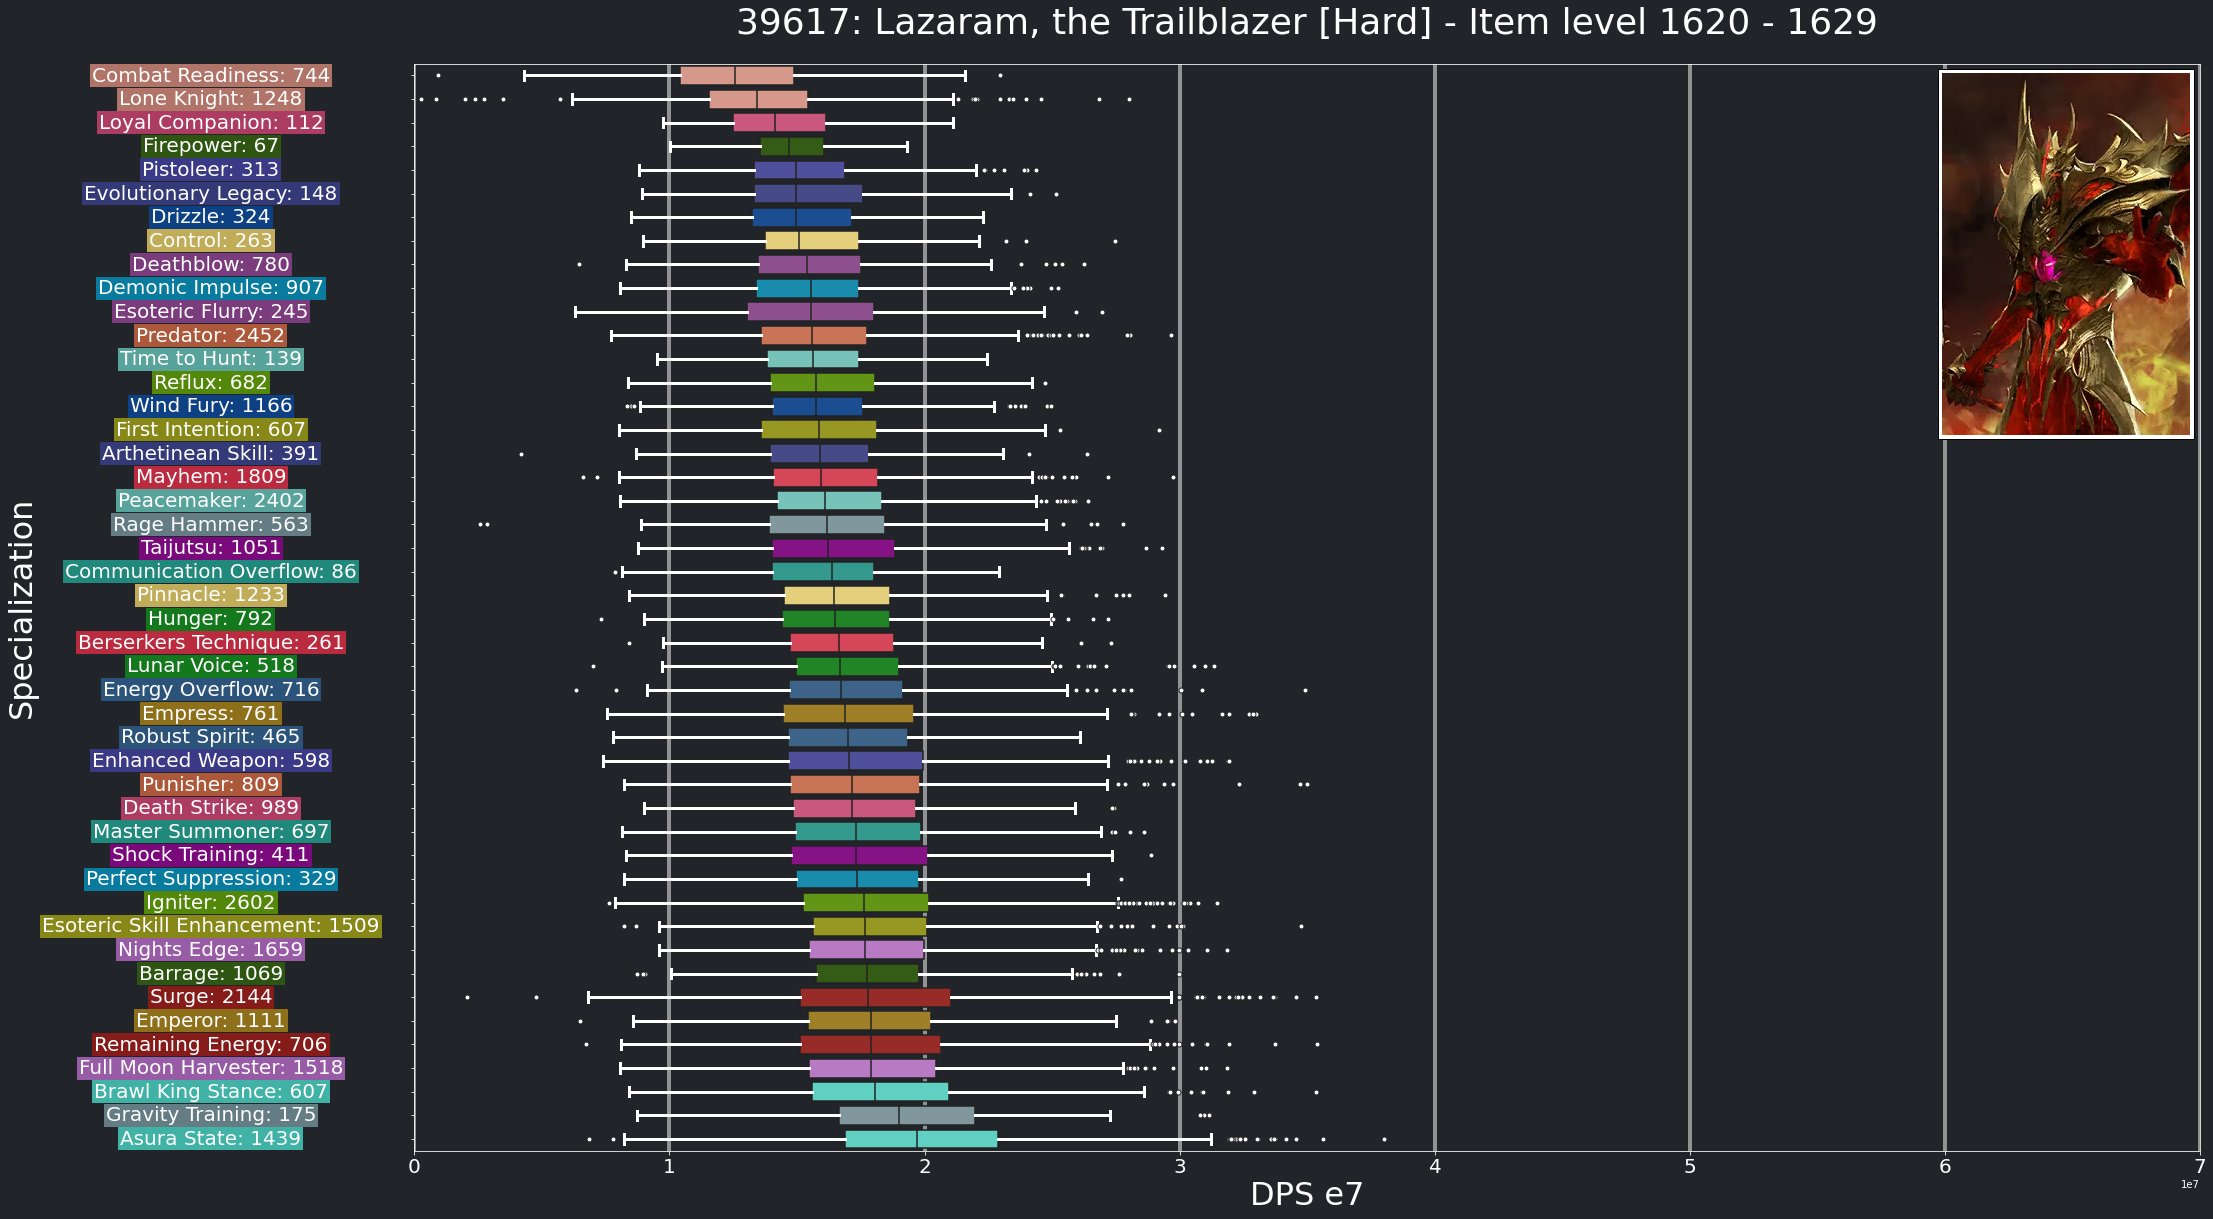 39617: Lazaram, the Trailblazer [Hard] - Item level 1620 - 1629
Combat Readiness: 744
Lone Knight: 1248
Loyal Companion: 112
Firepower: 67
Pistoleer: 313
Evolutionary Legacy: 148
Drizzle: 324
Control: 263
Deathblow: 780
Demonic Impulse: 907
Esoteric Flurry: 245
Predator: 2452
Time to Hunt: 139
Reflux: 682
Wind Fury: 1166
First Intention: 607
Arthetinean Skill: 391
Mayhem: 1809
Peacemaker: 2402
Rage Hammer: 563
Taijutsu: 1051
Communication Overflow: 86
Pinnacle: 1233
Hunger: 792
Berserkers Technique: 261
Lunar Voice: 518
Energy Overflow: 716
Empress: 761
Robust Spirit: 465
Enhanced Weapon: 598
Punisher: 809
Death Strike: 989
Master Summoner: 697
Shock Training: 411
Perfect Suppression: 329
Igniter: 2602
Esoteric Skill Enhancement: 1509
Nights Edge: 1659
Barrage: 1069
Surge: 2144
Emperor: 1111
Remaining Energy: 706
Full Moon Harvester: 1518
Brawl King Stance: 607
Gravity Training: 175
Asura State: 1439
Specialization
0 1 2 3 4 5 6 7
1e7
DPS e7